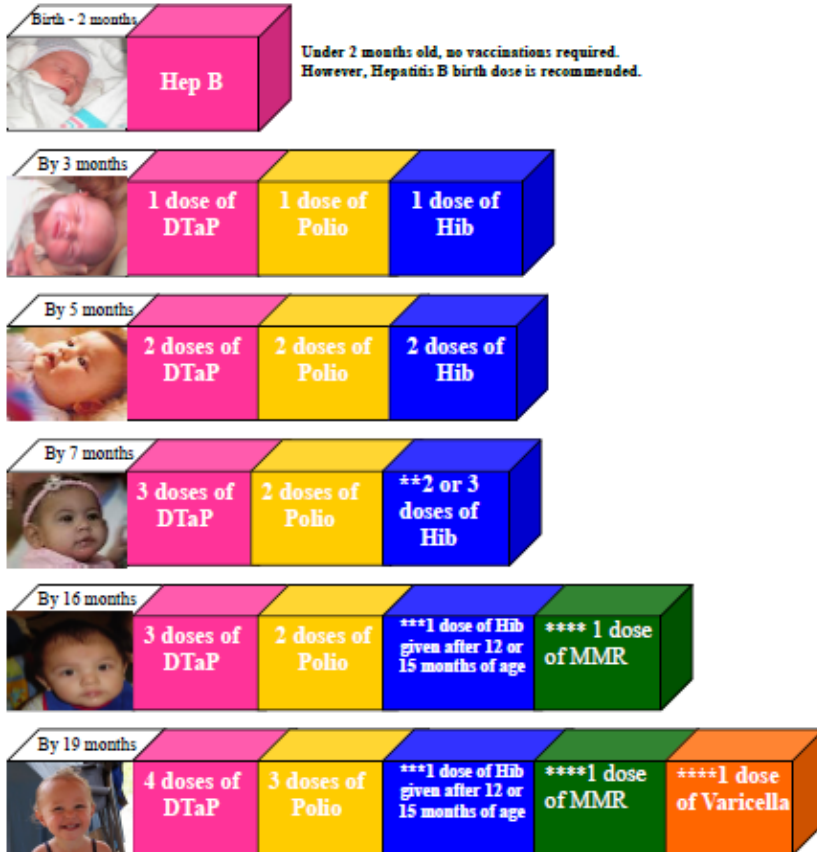 Birth - 2 months
Hep B
Under 2 months old, no vaccinations required.
However, Hepatitis B birth dose is recommended.
By 3 months
1 dose of
DTaP
1 dose of
Polio
1 dose of
Hib
By 5 months
2 doses of
DTaP
2 doses of
Polio
2 doses of
Hib
By 7 months
3 doses of
DTaP
2 doses of
Polio
**2 or 3
doses of
Hib
By 16 months
3 doses of
DTaP
2 doses of
Polio
***1 dose of Hib
given after 12 or
15 months of age
**** 1 dose
of MMR
By 19 months
4 doses of
DTaP
3 doses of
Polio
***1 dose of Hib
given after 12 or
15 months of age
****1 dose
of MMR
****1 dose
of Varicella